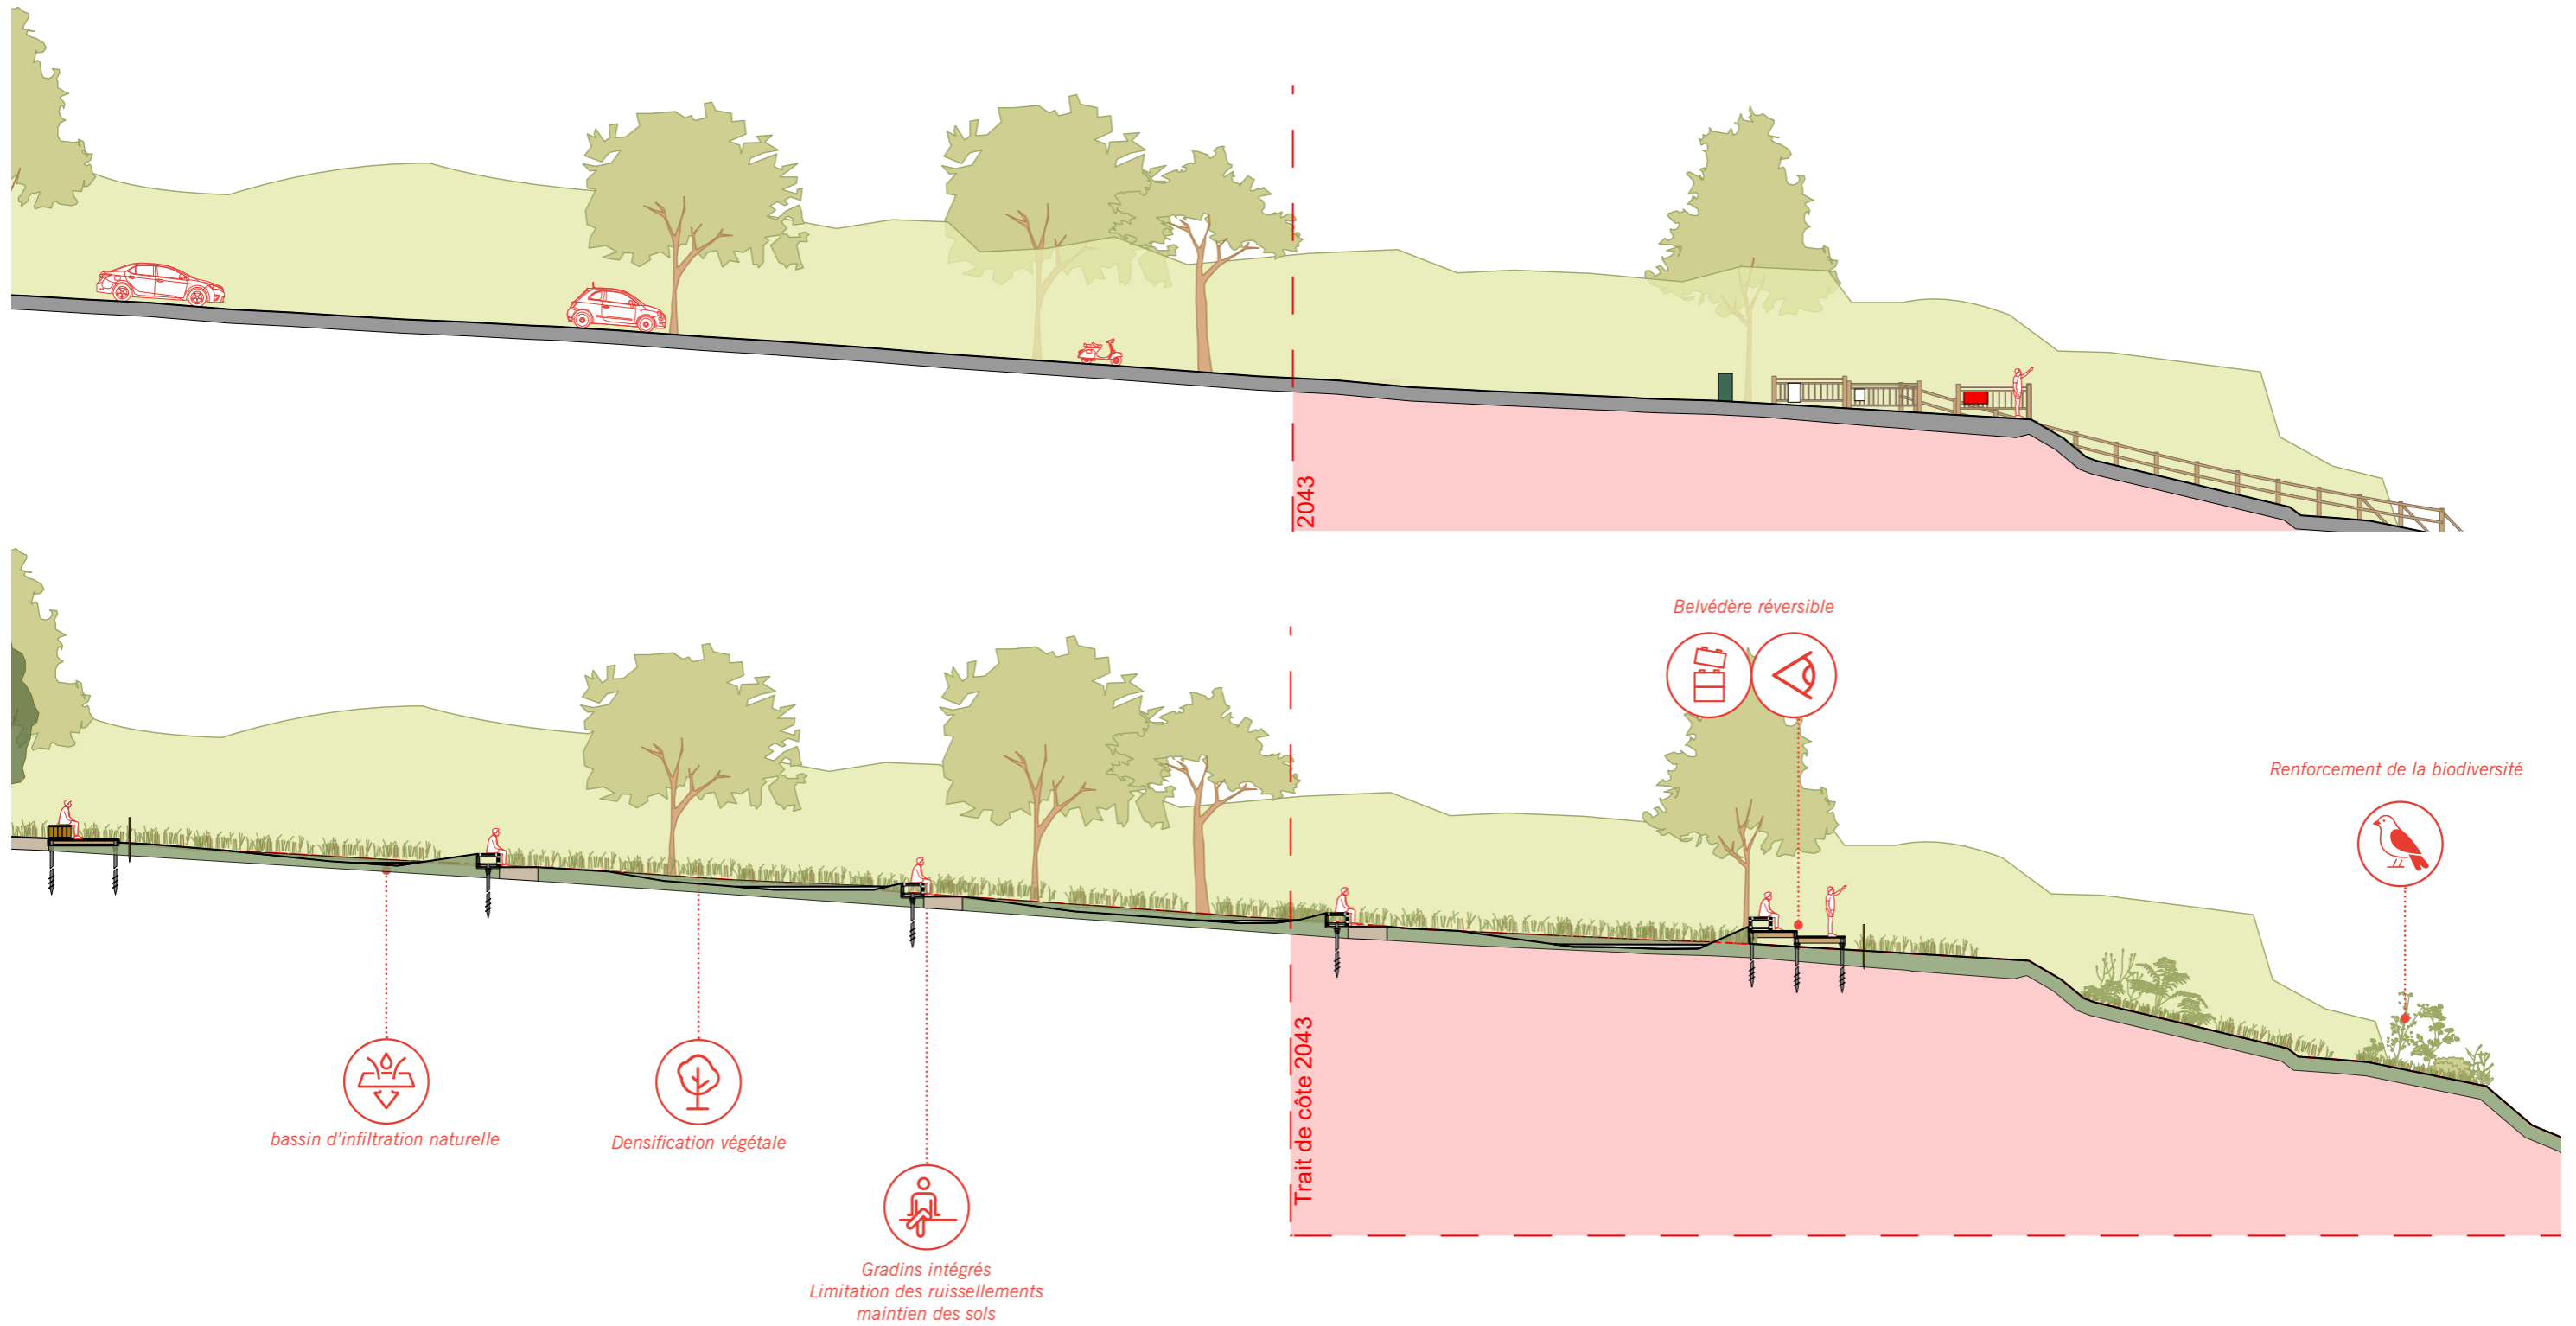 2043
Belvédère réversible
Renforcement de la biodiversité
Trait de côte 2043
bassin d'infiltration naturelle
Densification végétale
Gradins intégrés
Limitation des ruissellements
maintien des sols